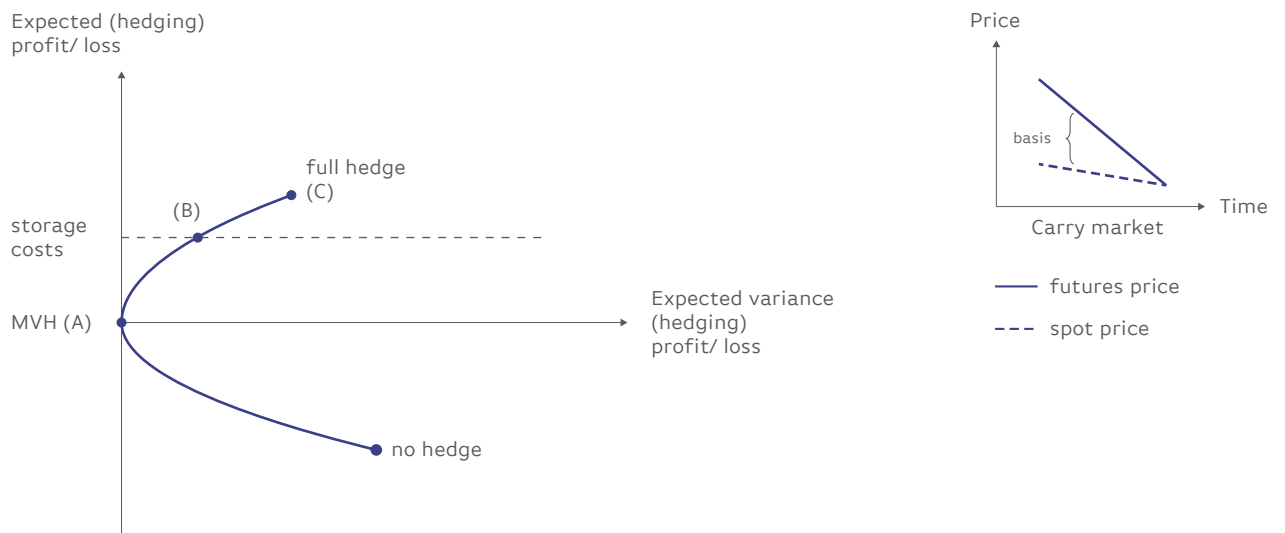 Expected (hedging)
profit/ loss
full hedge
(C)
(B)
storage
costs
MVH (A)
Expected variance
(hedging)
profit/ loss
no hedge
Price
basis
Time
Carry market
futures price
spot price